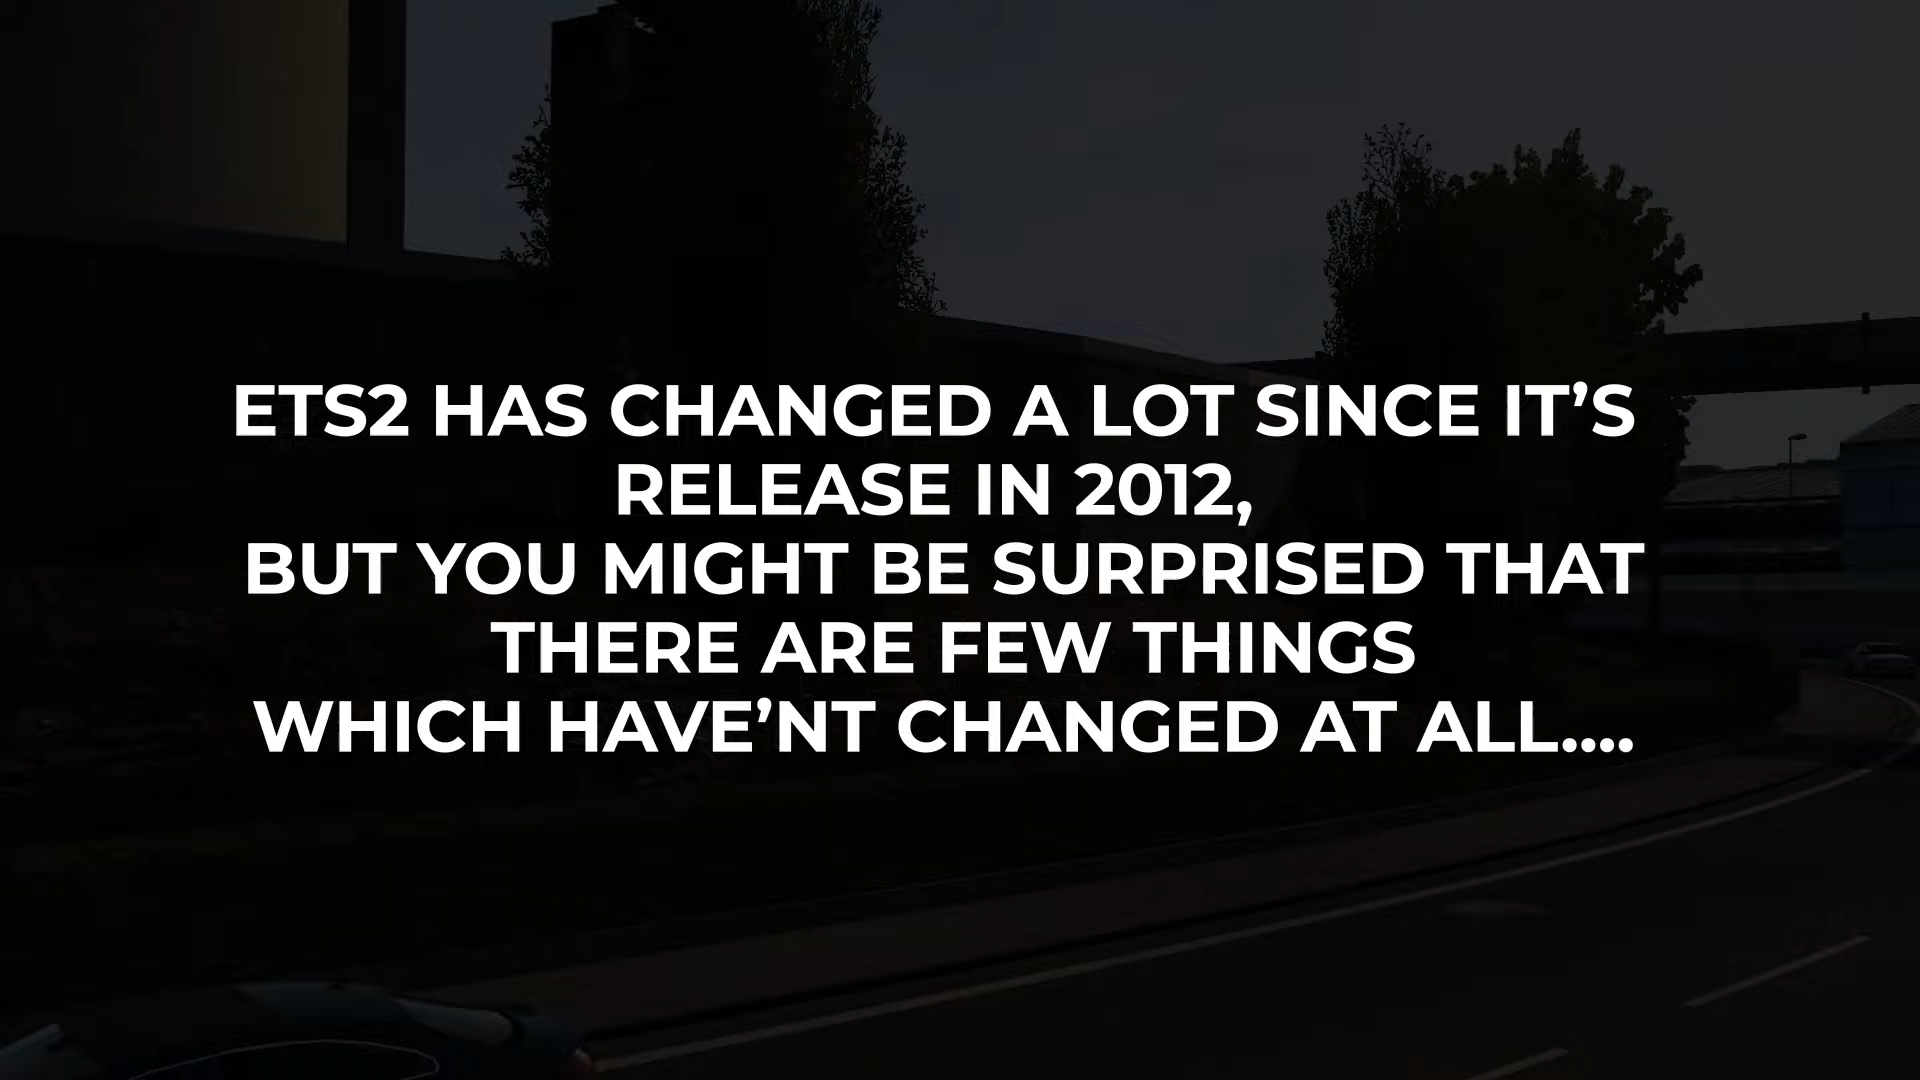 ETS2 HAS CHANGED A LOT SINCE IT’S
RELEASE IN 2012,
BUT YOU MIGHT BE SURPRISED THAT
THERE ARE FEW THINGS
WHICH HAVE’NT CHANGED AT ALL....